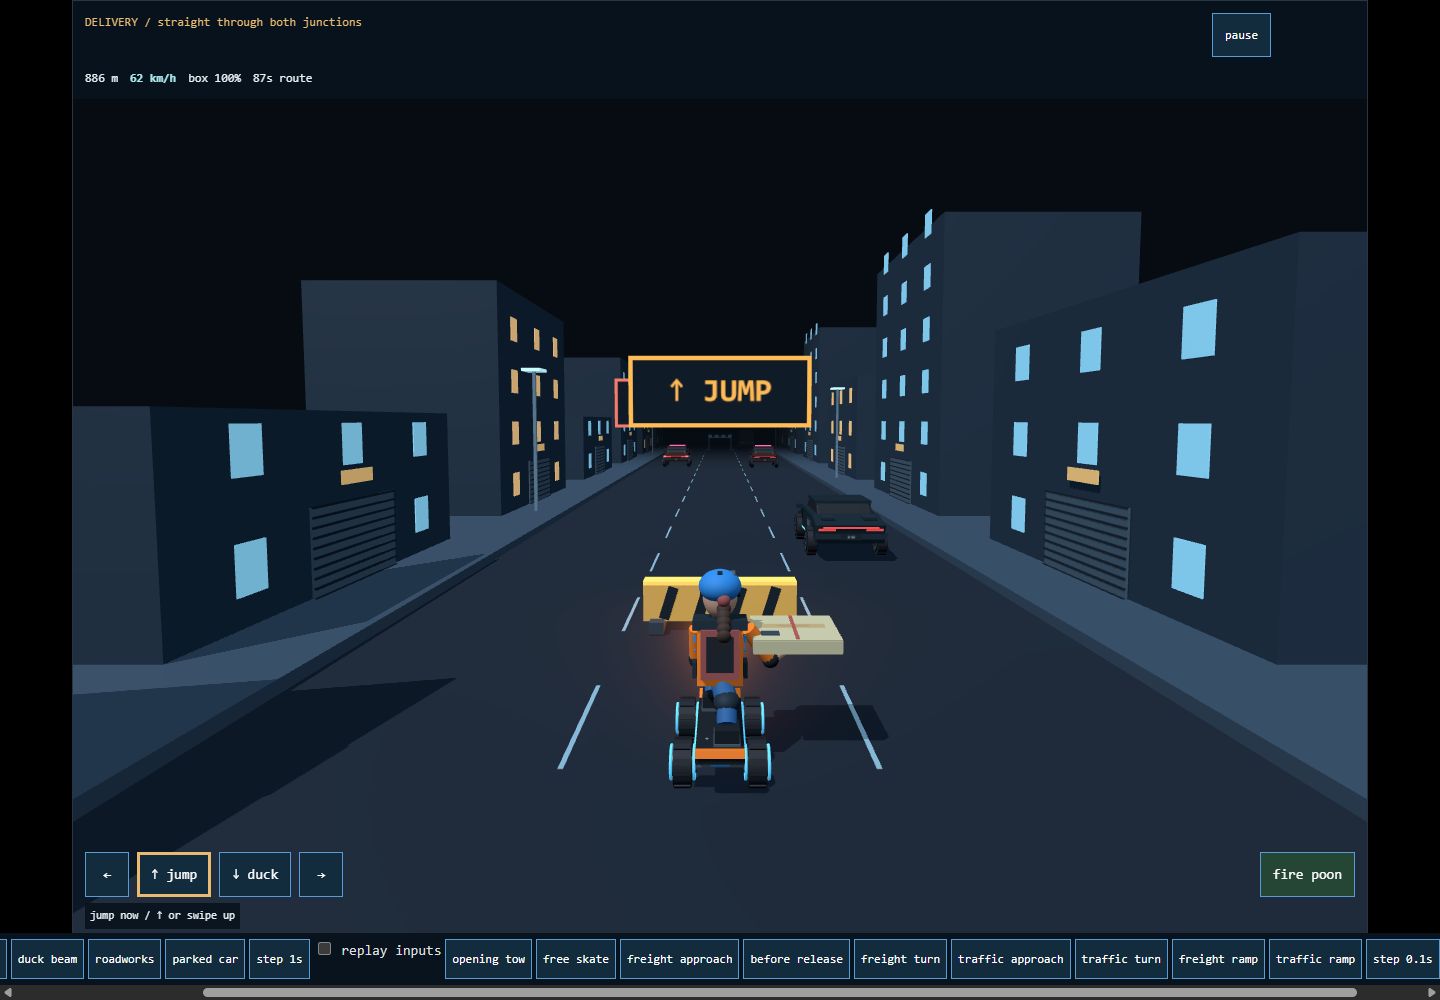 DELIVERY / straight through both junctions
pause
886 m 62 km/h box 100% 87s route
↑ JUMP
← ↑ jump ↓ duck →
fire poon
jump now / ↑ or swipe up
duck beam roadworks parked car step 1s replay inputs opening tow free skate freight approach before release freight turn traffic approach traffic turn freight ramp traffic ramp step 0.1s